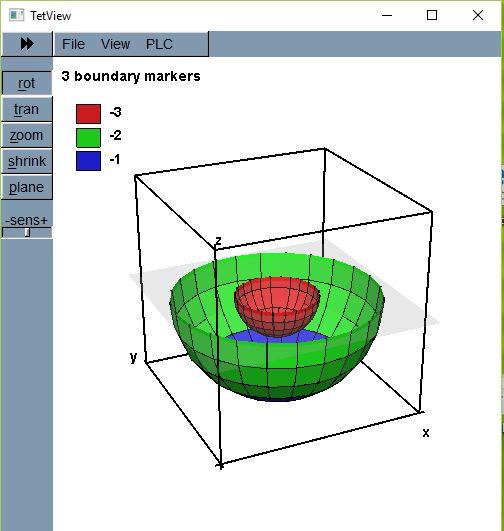 TetView
File View PLC
rot
tran
zoom
shrink
plane
-sens+
3 boundary markers
-3
-2
-1
z
y
x